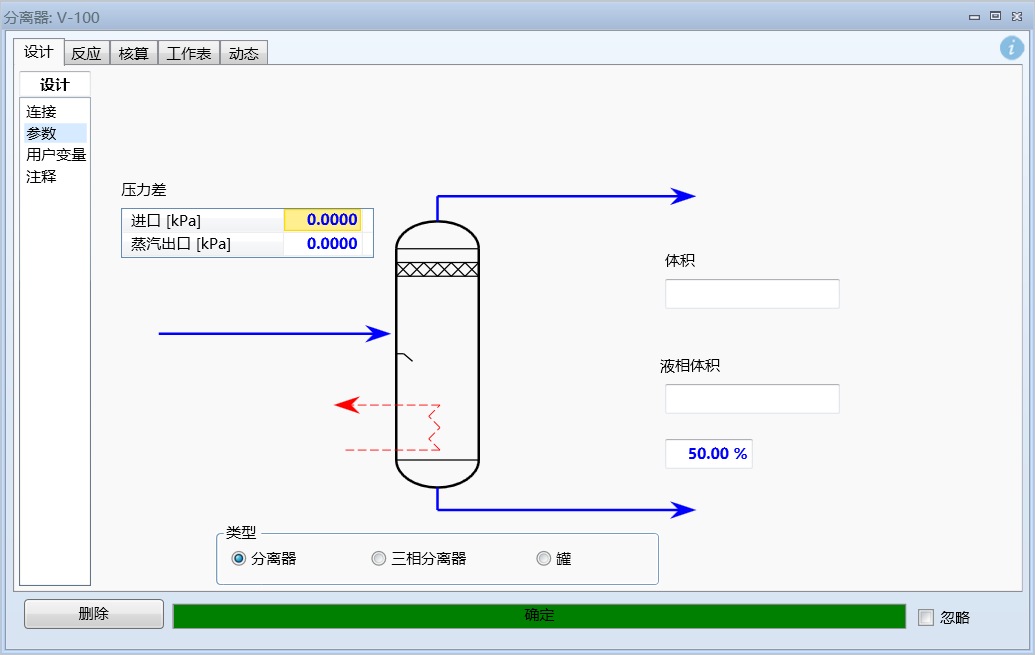 分离器: V-100
设计 反应 核算 工作表 动态
设计
连接
参数
用户变量
注释
压力差
进口 [kPa] 0.0000
蒸汽出口 [kPa] 0.0000
体积
液相体积
50.00 %
类型
分离器 三相分离器 罐
删除 确定 忽略